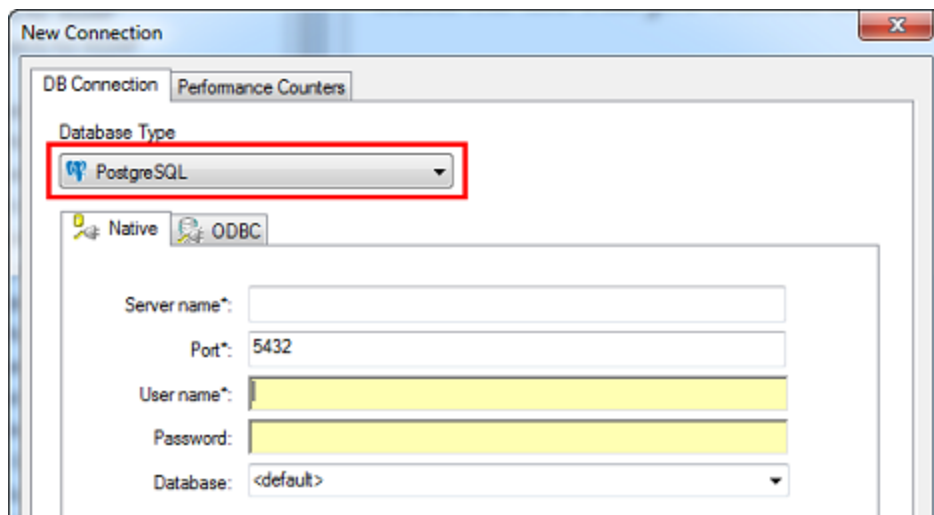 New Connection
DB Connection Performance Counters
Database Type
PostgreSQL
Native ODBC
Server name*:
Port*: 5432
User name*:
Password:
Database: <default>